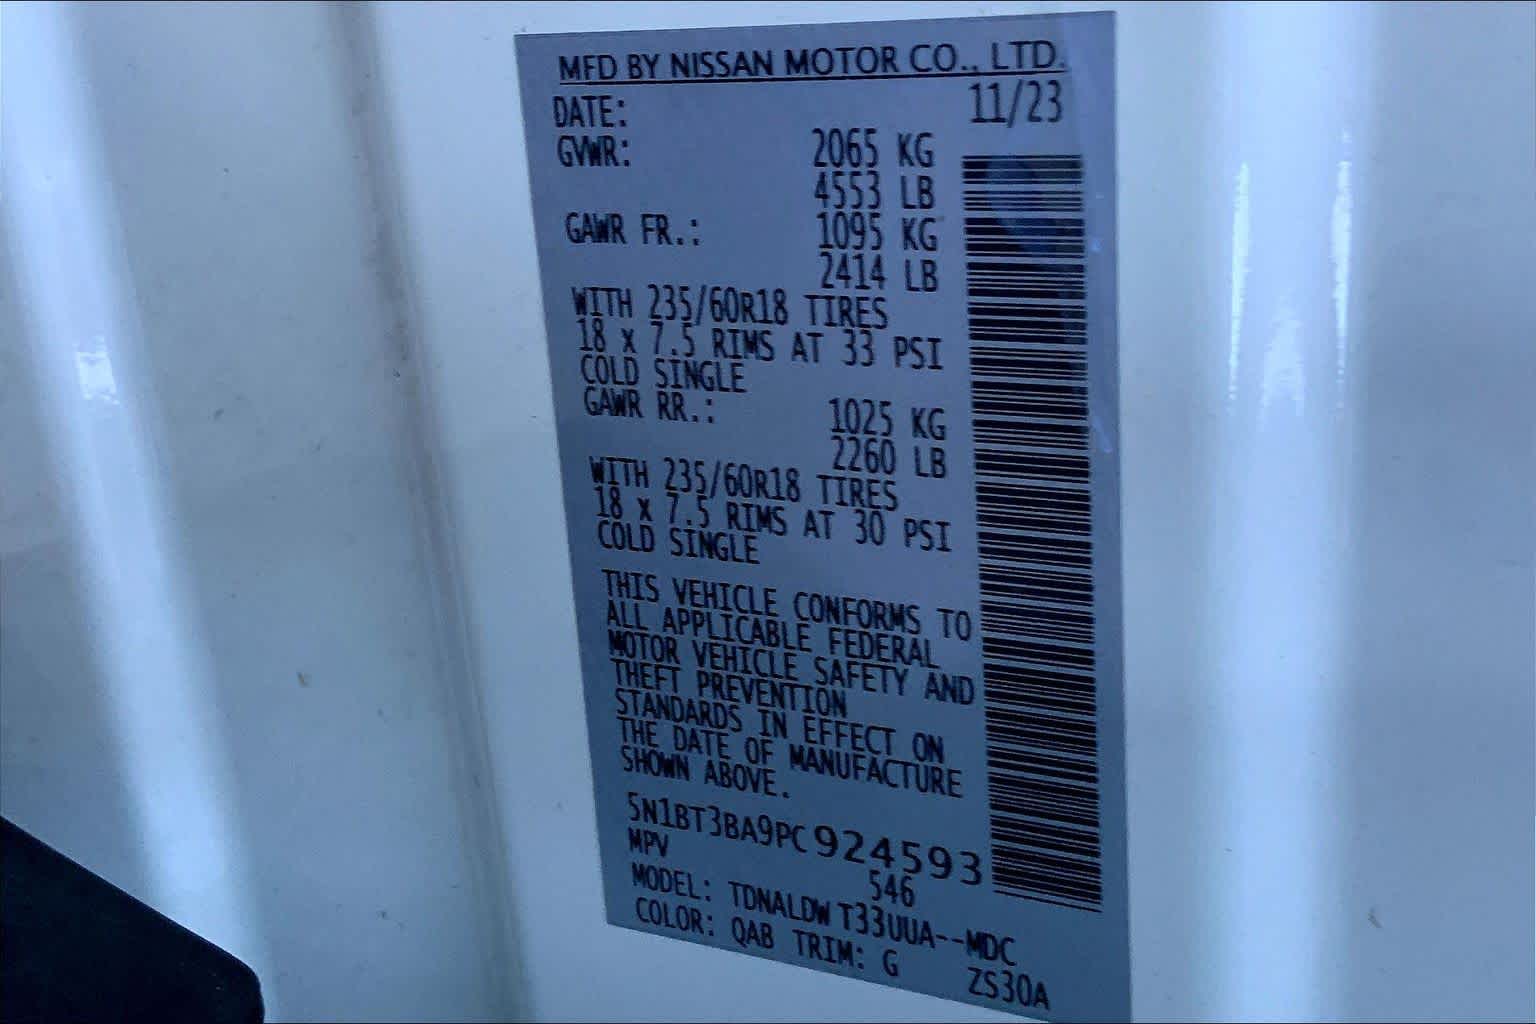 MFD BY NISSAN MOTOR CO., LTD.
DATE: 11/23
GVWR: 2065 KG
4553 LB
GAWR FR.: 1095 KG
2414 LB
WITH 235/60R18 TIRES
18 x 7.5 RIMS AT 33 PSI
COLD SINGLE
GAWR RR.: 1025 KG
2260 LB
WITH 235/60R18 TIRES
18 x 7.5 RIMS AT 30 PSI
COLD SINGLE
THIS VEHICLE CONFORMS TO
ALL APPLICABLE FEDERAL
MOTOR VEHICLE SAFETY AND
THEFT PREVENTION
STANDARDS IN EFFECT ON
THE DATE OF MANUFACTURE
SHOWN ABOVE.
5N1BT3BA9PC924593
MPV 546
MODEL: TDNALDW T33UUA--MDC
COLOR: QAB TRIM: G ZS30A